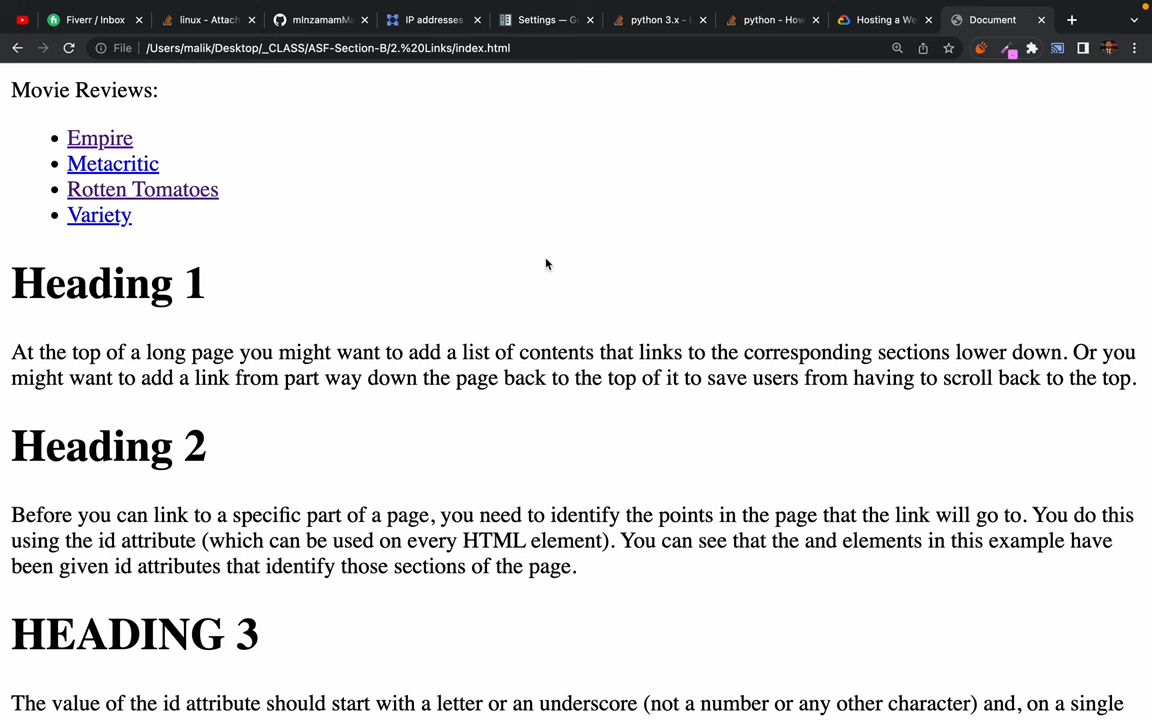 Fiverr / Inbox
linux - Attach
mInzamamMa
IP addresses
Settings — Gu
python 3.x - L
python - How
Hosting a We
Document
File
/Users/malik/Desktop/_CLASS/ASF-Section-B/2.%20Links/index.html
Movie Reviews:
Empire
Metacritic
Rotten Tomatoes
Variety
Heading 1
At the top of a long page you might want to add a list of contents that links to the corresponding sections lower down. Or you
might want to add a link from part way down the page back to the top of it to save users from having to scroll back to the top.
Heading 2
Before you can link to a specific part of a page, you need to identify the points in the page that the link will go to. You do this
using the id attribute (which can be used on every HTML element). You can see that the and elements in this example have
been given id attributes that identify those sections of the page.
HEADING 3
The value of the id attribute should start with a letter or an underscore (not a number or any other character) and, on a single